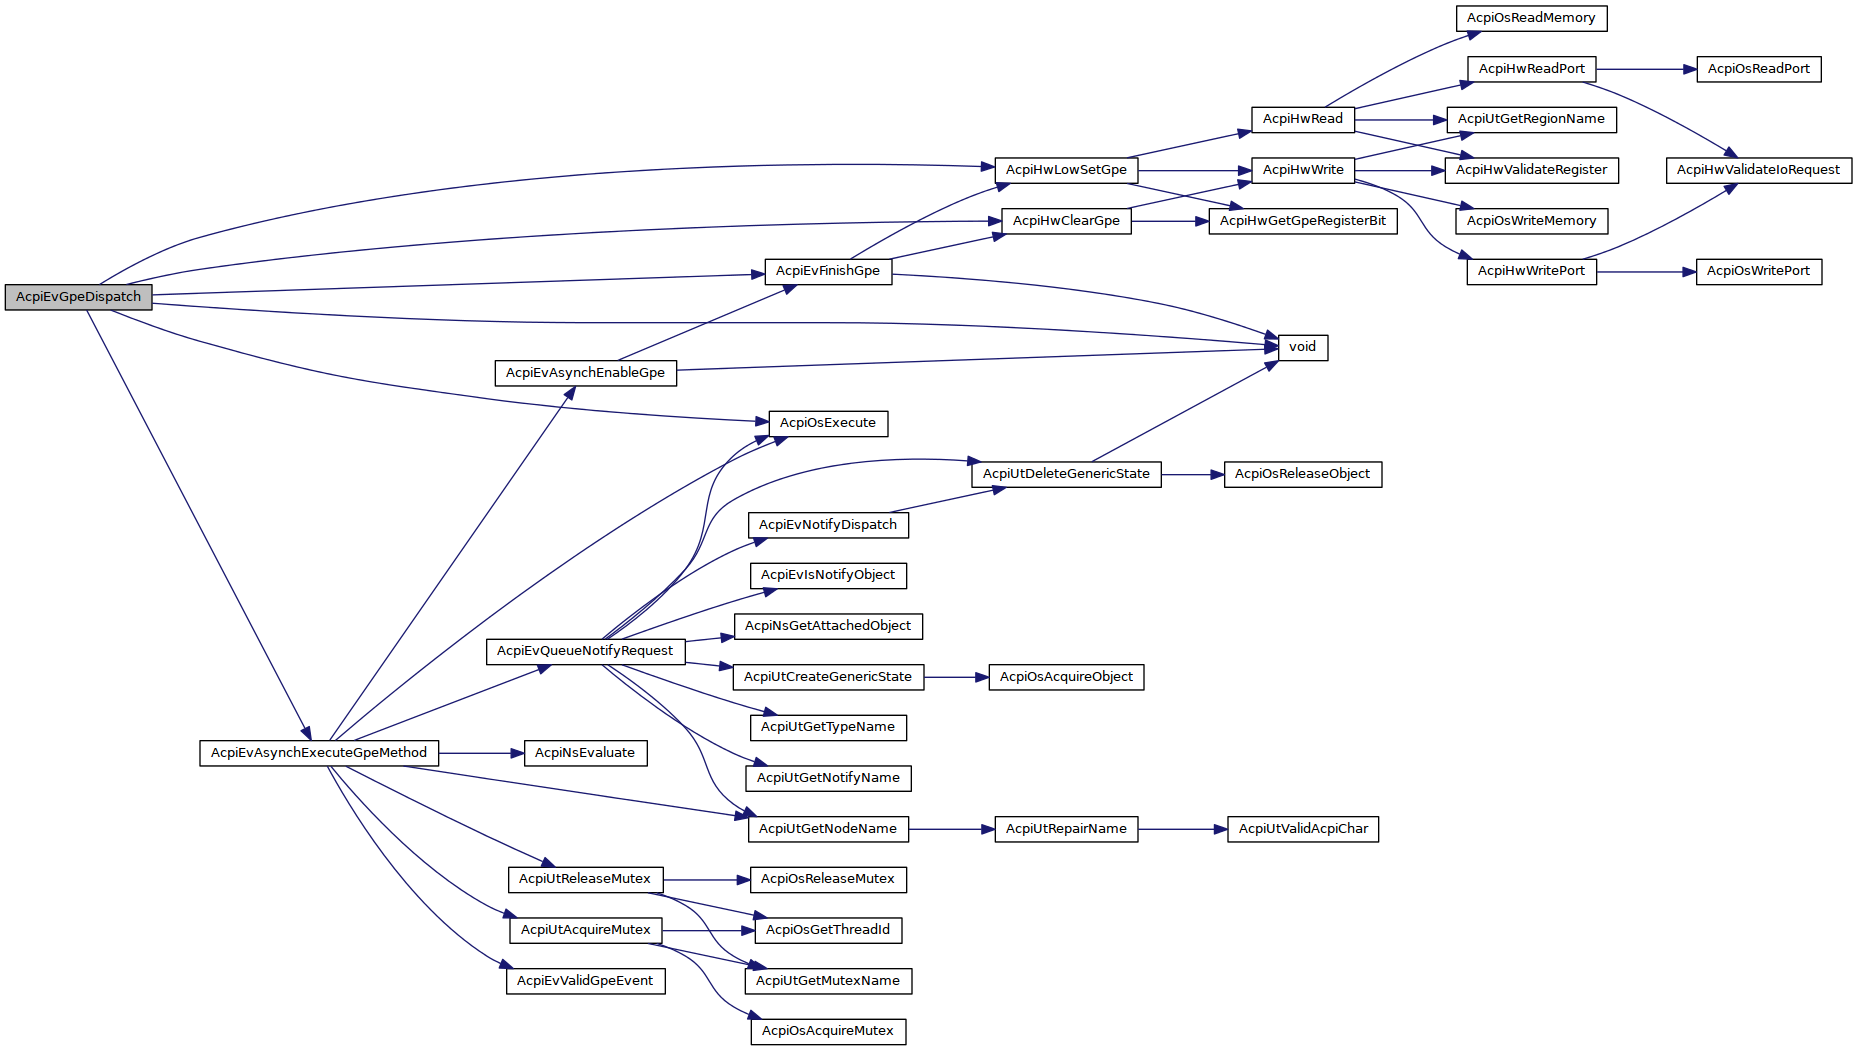 AcpiOsReadMemory
AcpiHwReadPort
AcpiOsReadPort
AcpiHwRead
AcpiUtGetRegionName
AcpiHwLowSetGpe
AcpiHwWrite
AcpiHwValidateRegister
AcpiHwValidateIoRequest
AcpiHwClearGpe
AcpiHwGetGpeRegisterBit
AcpiOsWriteMemory
AcpiEvFinishGpe
AcpiHwWritePort
AcpiOsWritePort
AcpiEvGpeDispatch
void
AcpiEvAsynchEnableGpe
AcpiOsExecute
AcpiUtDeleteGenericState
AcpiOsReleaseObject
AcpiEvNotifyDispatch
AcpiEvIsNotifyObject
AcpiNsGetAttachedObject
AcpiEvQueueNotifyRequest
AcpiUtCreateGenericState
AcpiOsAcquireObject
AcpiUtGetTypeName
AcpiEvAsynchExecuteGpeMethod
AcpiNsEvaluate
AcpiUtGetNotifyName
AcpiUtGetNodeName
AcpiUtRepairName
AcpiUtValidAcpiChar
AcpiUtReleaseMutex
AcpiOsReleaseMutex
AcpiUtAcquireMutex
AcpiOsGetThreadId
AcpiEvValidGpeEvent
AcpiUtGetMutexName
AcpiOsAcquireMutex